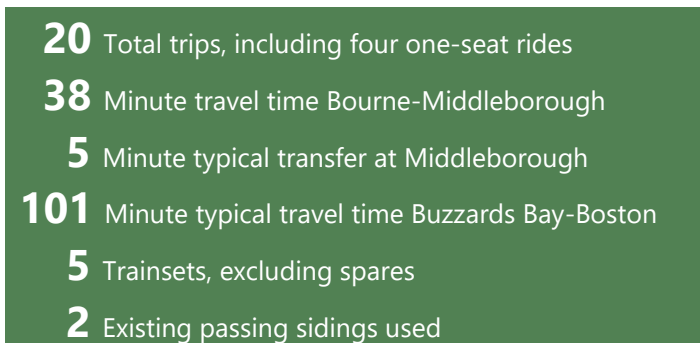 20 Total trips, including four one-seat rides
38 Minute travel time Bourne-Middleborough
5 Minute typical transfer at Middleborough
101 Minute typical travel time Buzzards Bay-Boston
5 Trainsets, excluding spares
2 Existing passing sidings used